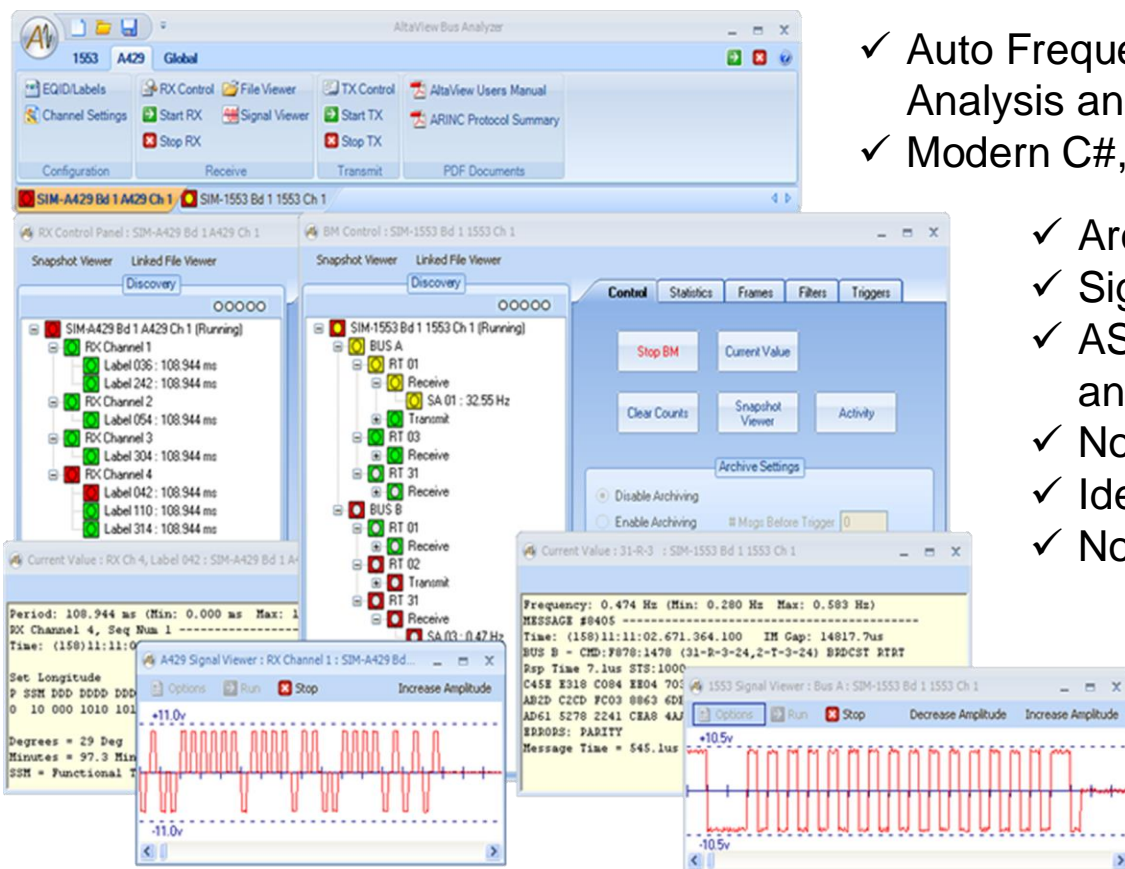 AltaView Bus Analyzer
1553 A429 Global
EQID/Labels RX Control File Viewer TX Control AltaView Users Manual
Channel Settings Start RX Signal Viewer Start TX ARINC Protocol Summary
Stop RX Stop TX
Configuration Receive Transmit PDF Documents
SIM-A429 Bd 1 A429 Ch 1 SIM-1553 Bd 1 1553 Ch 1
✓ Auto Freque
Analysis an
✓ Modern C#,
✓ Ar
✓ Sig
✓ AS
an
✓ No
✓ Ide
✓ No
RX Control Panel : SIM-A429 Bd 1 A429 Ch 1
Snapshot Viewer Linked File Viewer
Discovery
SIM-A429 Bd 1 A429 Ch 1 (Running)
RX Channel 1
Label 036 : 108.944 ms
Label 242 : 108.944 ms
RX Channel 2
Label 054 : 108.944 ms
RX Channel 3
Label 304 : 108.944 ms
RX Channel 4
Label 042 : 108.944 ms
Label 110 : 108.944 ms
Label 314 : 108.944 ms
BM Control : SIM-1553 Bd 1 1553 Ch 1
Snapshot Viewer Linked File Viewer
Discovery
SIM-1553 Bd 1 1553 Ch 1 (Running)
BUS A
RT 01
Receive
SA 01 : 32.55 Hz
Transmit
RT 03
Receive
RT 31
Receive
BUS B
RT 01
Receive
RT 02
Transmit
RT 31
Receive
SA 03 : 0.47 Hz
Control Statistics Frames Filters Triggers
Stop BM Current Value
Clear Counts Snapshot Viewer Activity
Archive Settings
Disable Archiving
Enable Archiving # Msgs Before Trigger 0
Current Value : RX Ch 4, Label 042 : SIM-A429 Bd 1 A4
Period: 108.944 ms (Min: 0.000 ms Max: 1
RX Channel 4, Seq Num 1
Time: (158)11:11:0
Set Longitude
P SSM DDD DDDD DDD
0 10 000 1010 101
Degrees = 29 Deg
Minutes = 97.3 Min
SSM = Functional T
Current Value : 31-R-3 : SIM-1553 Bd 1 1553 Ch 1
Frequency: 0.474 Hz (Min: 0.280 Hz Max: 0.583 Hz)
MESSAGE #8405
Time: (158)11:11:02.671.364.100 IM Gap: 14817.7us
BUS B - CMD:F878:1478 (31-R-3-24,2-T-3-24) BRDCST RTRT
Rsp Time 7.1us STS:1000
C45E E318 C084 EE04 703
AB2D C2CD FC03 8863 6D
AD61 5278 2241 CEA8 4A
ERRORS: PARITY
Message Time = 545.1us
A429 Signal Viewer : RX Channel 1 : SIM-A429 Bd...
Options Run Stop Increase Amplitude
+11.0v
-11.0v
1553 Signal Viewer : Bus A : SIM-1553 Bd 1 1553 Ch 1
Options Run Stop Decrease Amplitude Increase Amplitude
+10.5v
-10.5v